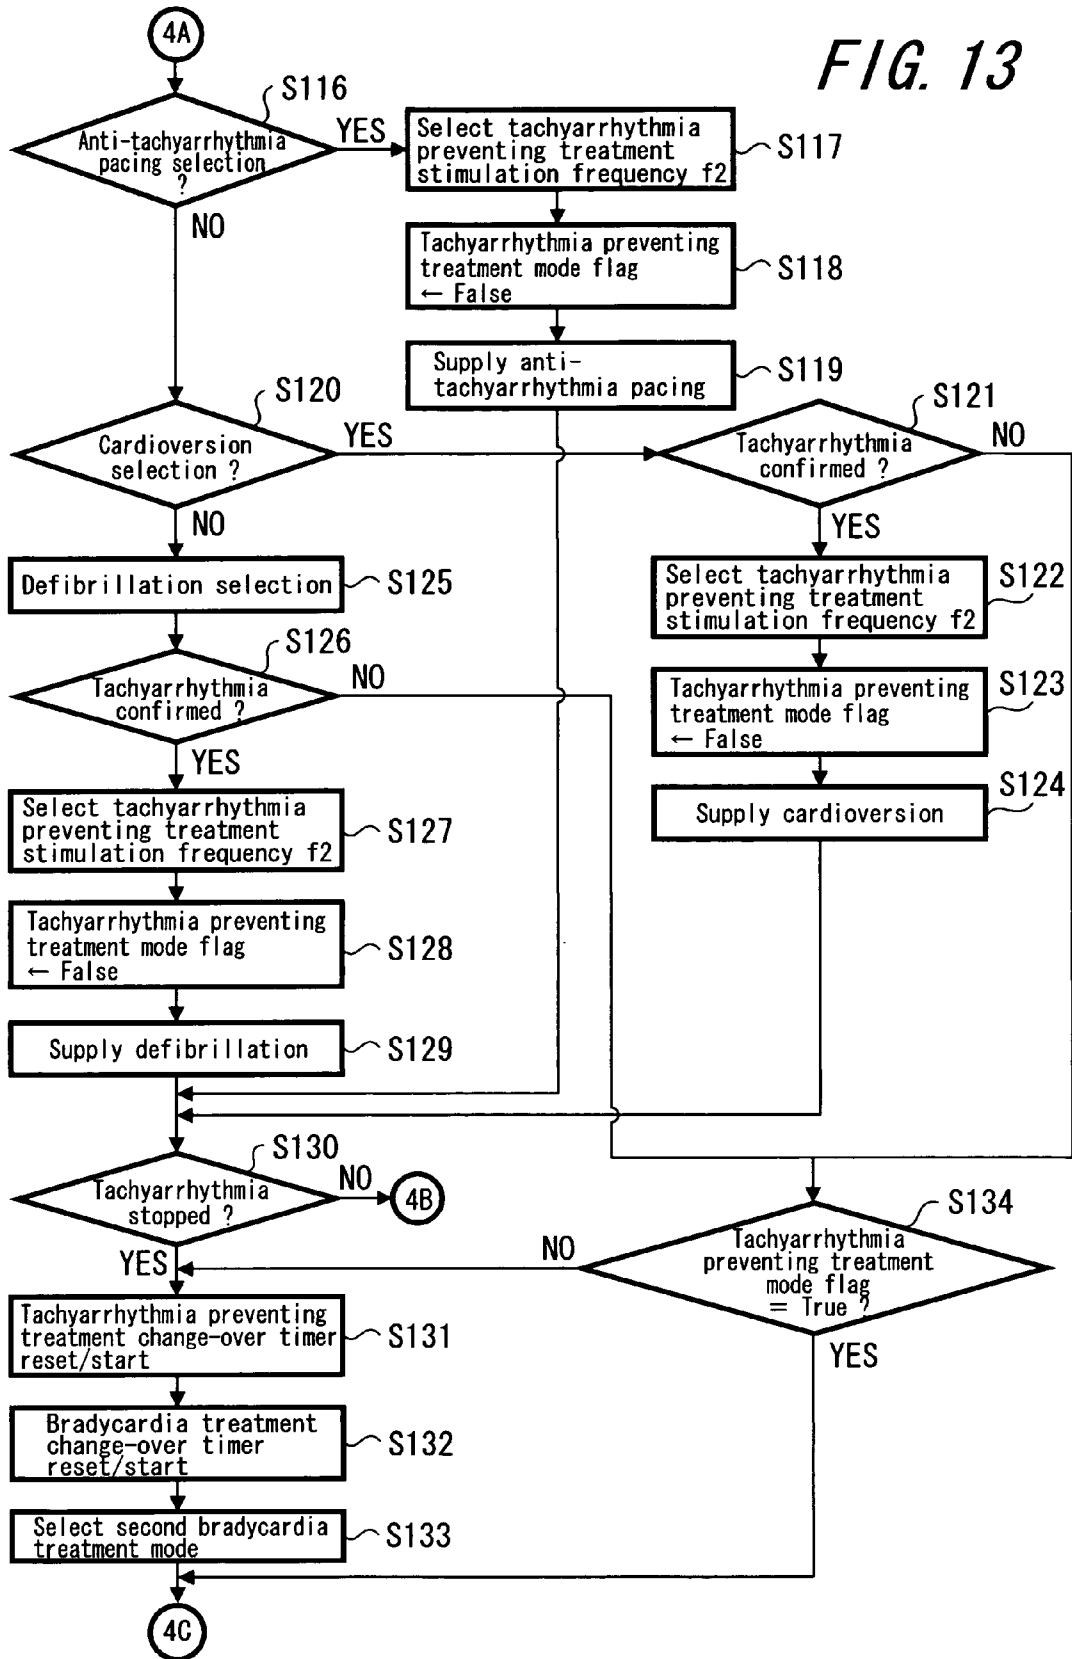 4A
FIG. 13
S116
Anti-tachyarrhythmia
pacing selection
?
YES
NO
Select tachyarrhythmia
preventing treatment
stimulation frequency f2
S117
Tachyarrhythmia preventing
treatment mode flag
← False
S118
Supply anti-
tachyarrhythmia pacing
S119
S120
Cardioversion
selection ?
YES
NO
S121
Tachyarrhythmia
confirmed ?
NO
YES
Select tachyarrhythmia
preventing treatment
stimulation frequency f2
S122
Tachyarrhythmia preventing
treatment mode flag
← False
S123
Supply cardioversion
S124
Defibrillation selection
S125
S126
Tachyarrhythmia
confirmed ?
NO
YES
Select tachyarrhythmia
preventing treatment
stimulation frequency f2
S127
Tachyarrhythmia preventing
treatment mode flag
← False
S128
Supply defibrillation
S129
S130
Tachyarrhythmia
stopped ?
NO
4B
YES
S134
Tachyarrhythmia
preventing treatment
mode flag
= True ?
NO
YES
Tachyarrhythmia preventing
treatment change-over timer
reset/start
S131
Bradycardia treatment
change-over timer
reset/start
S132
Select second bradycardia
treatment mode
S133
4C